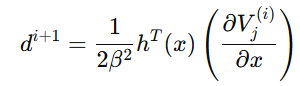 d^{i+1} = \frac{1}{2\beta^2} h^T(x) \left( \frac{\partial V_j^{(i)}}{\partial x} \right)